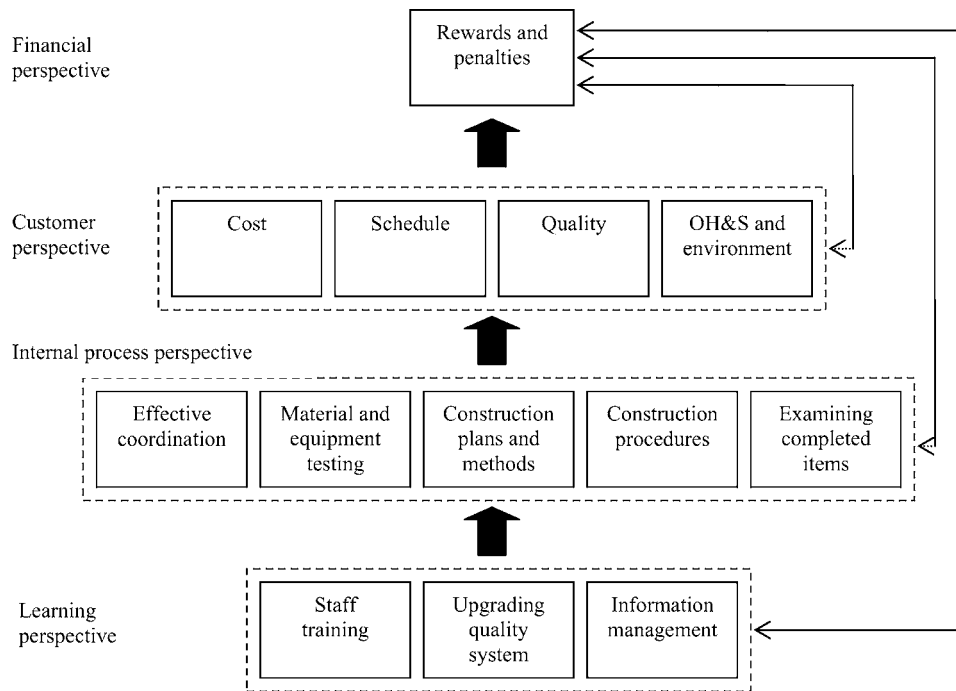 Financial
perspective
Rewards and
penalties
Customer
perspective
Cost
Schedule
Quality
OH&S and
environment
Internal process perspective
Effective
coordination
Material and
equipment
testing
Construction
plans and
methods
Construction
procedures
Examining
completed
items
Learning
perspective
Staff
training
Upgrading
quality
system
Information
management